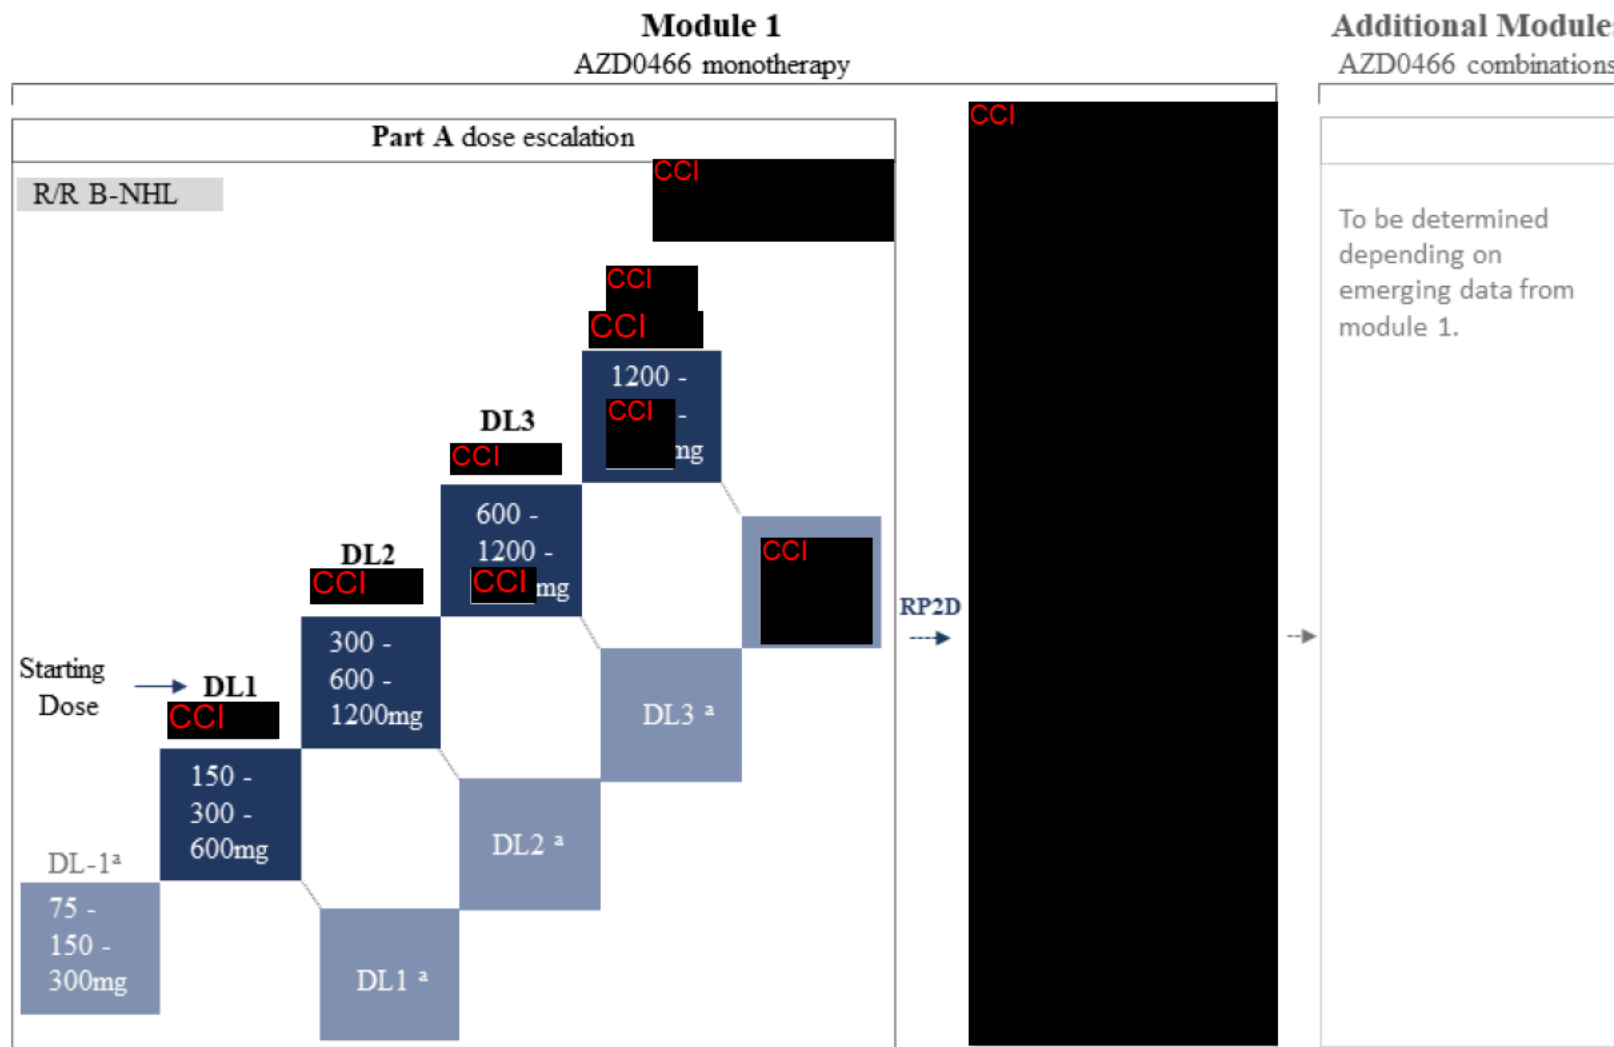 Module 1
AZD0466 monotherapy
Additional Module
AZD0466 combinations
Part A dose escalation
CCI
R/R B-NHL
CCI
To be determined
depending on
emerging data from
module 1.
CCI
CCI
1200 -
CCI -
mg
DL3
CCI
600 -
1200 -
CCI mg
DL2
CCI
300 -
600 -
1200mg
CCI
RP2D
Starting
Dose
DL1
CCI
150 -
300 -
600mg
DL3 a
DL2 a
DL-1a
75 -
150 -
300mg
DL1 a